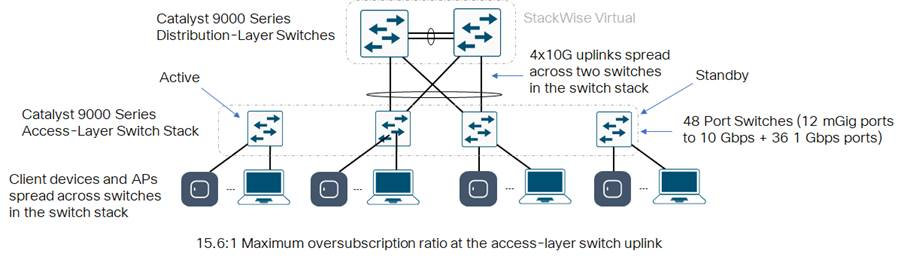 Catalyst 9000 Series
Distribution-Layer Switches
StackWise Virtual
4x10G uplinks spread
across two switches
in the switch stack
Active
Standby
Catalyst 9000 Series
Access-Layer Switch Stack
48 Port Switches (12 mGig ports
to 10 Gbps + 36 1 Gbps ports)
Client devices and APs
spread across switches
in the switch stack
...
...
...
...
15.6:1 Maximum oversubscription ratio at the access-layer switch uplink